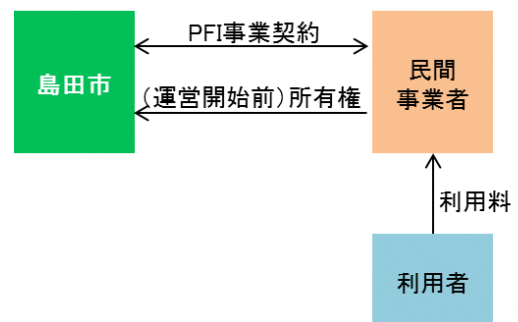 PFI事業契約
島田市
民間
事業者
(運営開始前)所有権
利用料
利用者